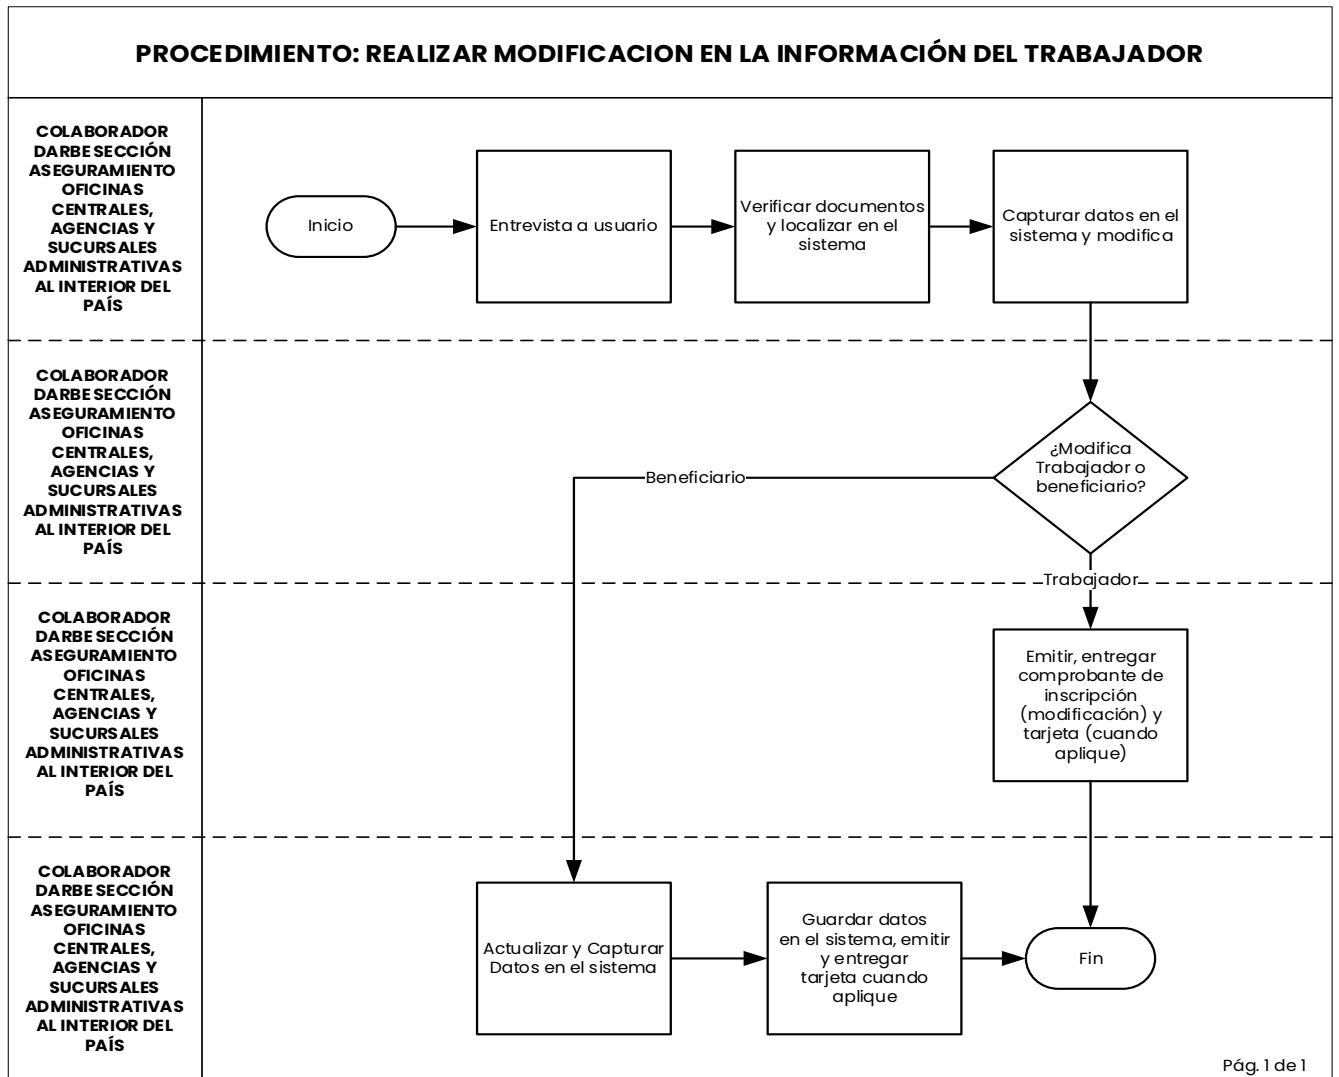 PROCEDIMIENTO: REALIZAR MODIFICACION EN LA INFORMACIÓN DEL TRABAJADOR
COLABORADOR
DARBE SECCIÓN
ASEGURAMIENTO
OFICINAS
CENTRALES,
AGENCIAS Y
SUCURSALES
ADMINISTRATIVAS
AL INTERIOR DEL
PAÍS
Inicio
Entrevista a usuario
Verificar documentos
y localizar en el
sistema
Capturar datos en el
sistema y modifica
COLABORADOR
DARBE SECCIÓN
ASEGURAMIENTO
OFICINAS
CENTRALES,
AGENCIAS Y
SUCURSALES
ADMINISTRATIVAS
AL INTERIOR DEL
PAÍS
¿Modifica
Trabajador o
beneficiario?
Beneficiario
Trabajador
COLABORADOR
DARBE SECCIÓN
ASEGURAMIENTO
OFICINAS
CENTRALES,
AGENCIAS Y
SUCURSALES
ADMINISTRATIVAS
AL INTERIOR DEL
PAÍS
Emitir, entregar
comprobante de
inscripción
(modificación) y
tarjeta (cuando
aplique)
COLABORADOR
DARBE SECCIÓN
ASEGURAMIENTO
OFICINAS
CENTRALES,
AGENCIAS Y
SUCURSALES
ADMINISTRATIVAS
AL INTERIOR DEL
PAÍS
Actualizar y Capturar
Datos en el sistema
Guardar datos
en el sistema, emitir
y entregar
tarjeta cuando
aplique
Fin
Pág. 1 de 1